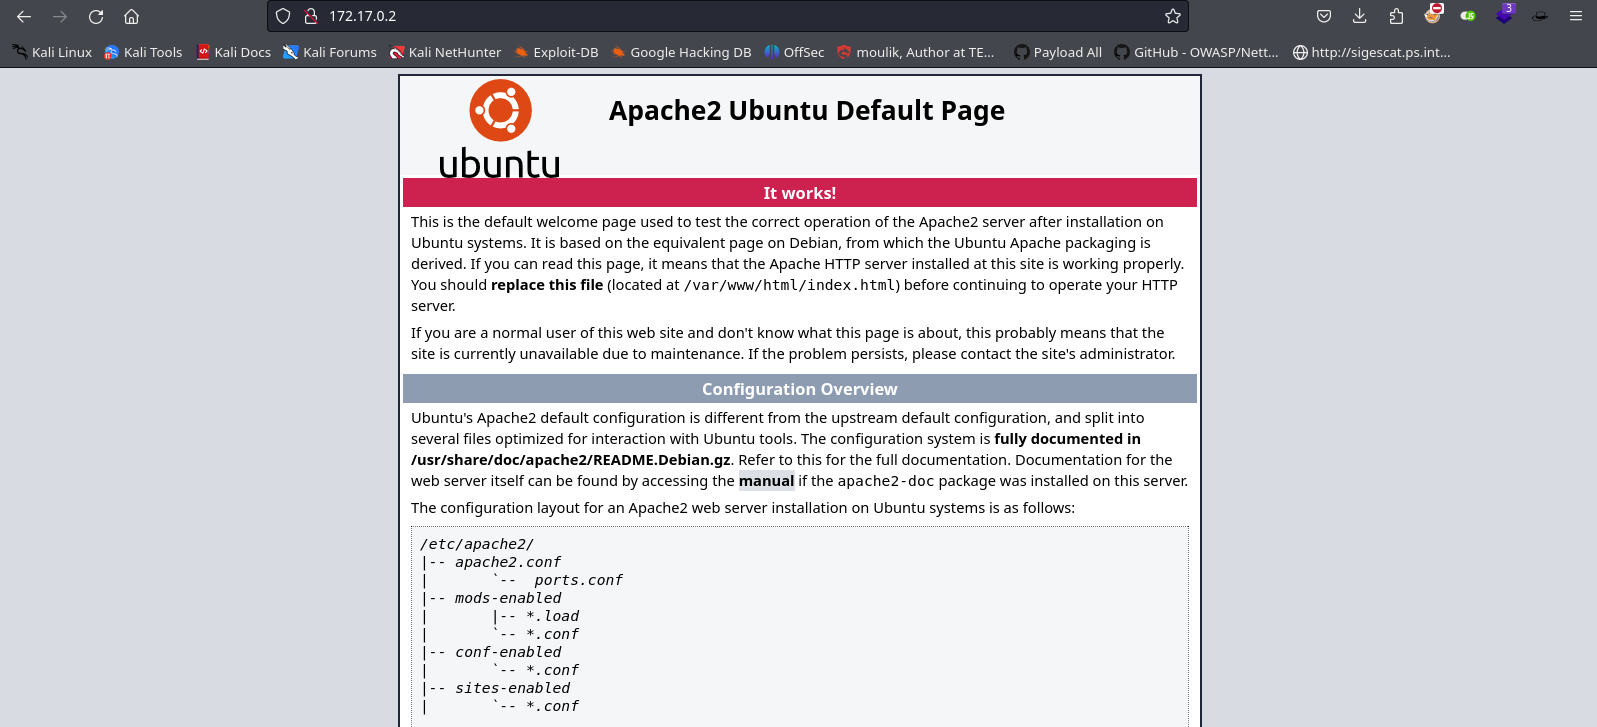 172.17.0.2
3
Kali Linux Kali Tools Kali Docs Kali Forums Kali NetHunter Exploit-DB Google Hacking DB OffSec moulik, Author at TE... Payload All GitHub - OWASP/Nett... http://sigescat.ps.int...
Apache2 Ubuntu Default Page
ubuntu
It works!
This is the default welcome page used to test the correct operation of the Apache2 server after installation on
Ubuntu systems. It is based on the equivalent page on Debian, from which the Ubuntu Apache packaging is
derived. If you can read this page, it means that the Apache HTTP server installed at this site is working properly.
You should replace this file (located at /var/www/html/index.html) before continuing to operate your HTTP
server.
If you are a normal user of this web site and don't know what this page is about, this probably means that the
site is currently unavailable due to maintenance. If the problem persists, please contact the site's administrator.
Configuration Overview
Ubuntu's Apache2 default configuration is different from the upstream default configuration, and split into
several files optimized for interaction with Ubuntu tools. The configuration system is fully documented in
/usr/share/doc/apache2/README.Debian.gz. Refer to this for the full documentation. Documentation for the
web server itself can be found by accessing the manual if the apache2-doc package was installed on this server.
The configuration layout for an Apache2 web server installation on Ubuntu systems is as follows:
/etc/apache2/
|-- apache2.conf
|       `--  ports.conf
|-- mods-enabled
|       |-- *.load
|       `-- *.conf
|-- conf-enabled
|       `-- *.conf
|-- sites-enabled
|       `-- *.conf